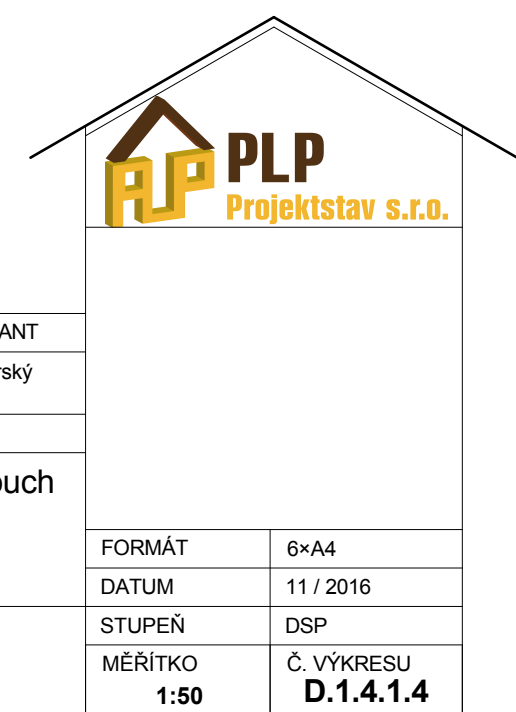 PLP
Projektstav s.r.o.
ANT
rský
ouch
FORMÁT 6×A4
DATUM 11 / 2016
STUPEŇ DSP
MĚŘÍTKO Č. VÝKRESU
1:50 D.1.4.1.4